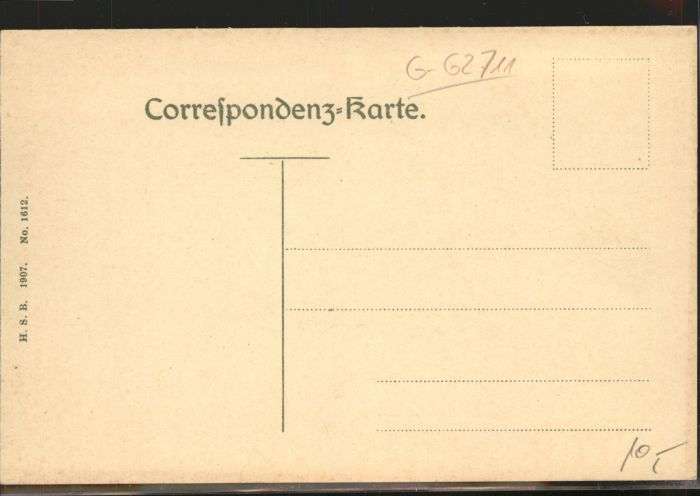 G-62711
Correſpondenz-Karte.
H. S. B. 1907. No. 1612.
10,-